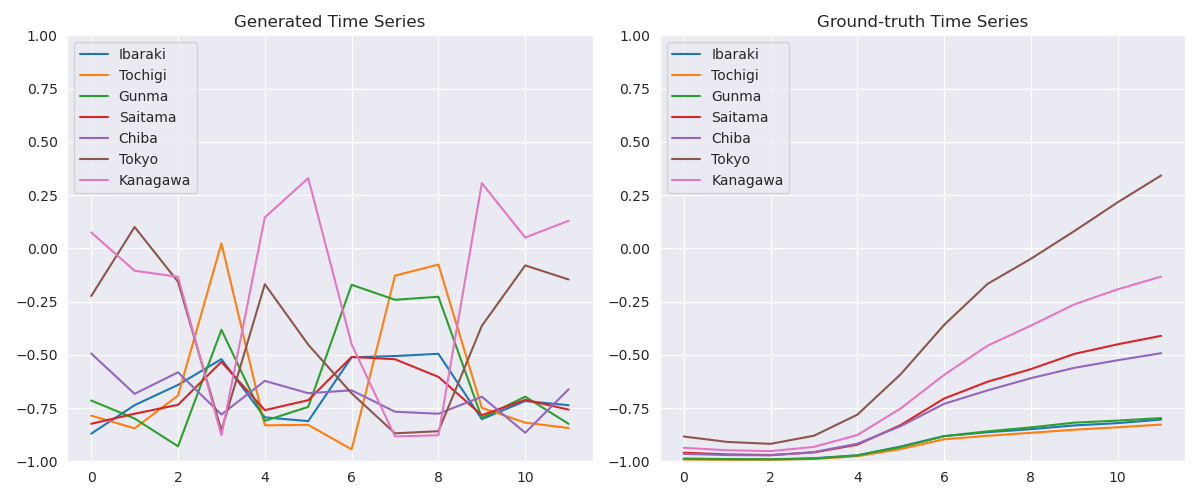 Generated Time Series
1.00
0.75
0.50
0.25
0.00
−0.25
−0.50
−0.75
−1.00
0 2 4 6 8 10
Ibaraki
Tochigi
Gunma
Saitama
Chiba
Tokyo
Kanagawa
Ground-truth Time Series
1.00
0.75
0.50
0.25
0.00
−0.25
−0.50
−0.75
−1.00
0 2 4 6 8 10
Ibaraki
Tochigi
Gunma
Saitama
Chiba
Tokyo
Kanagawa